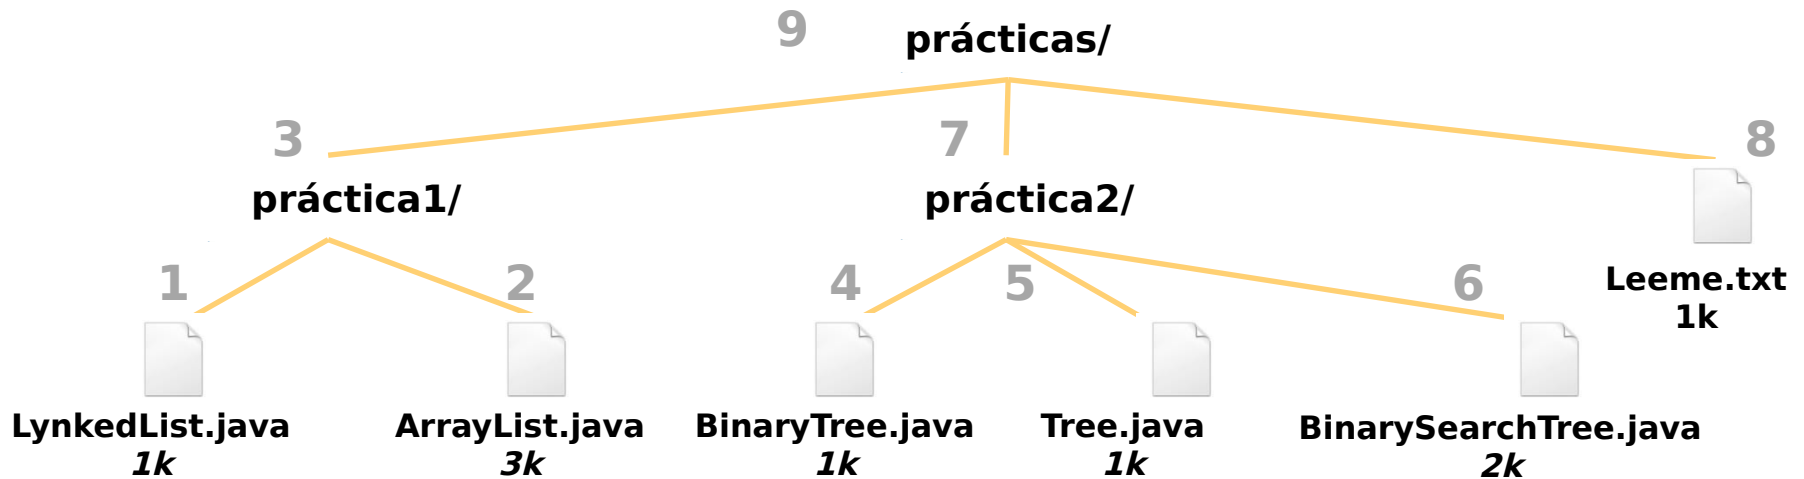 9 prácticas/
3 7 8
práctica1/ práctica2/
1 2 4 5 6
Leeme.txt
1k
LynkedList.java ArrayList.java BinaryTree.java Tree.java BinarySearchTree.java
1k 3k 1k 1k 2k